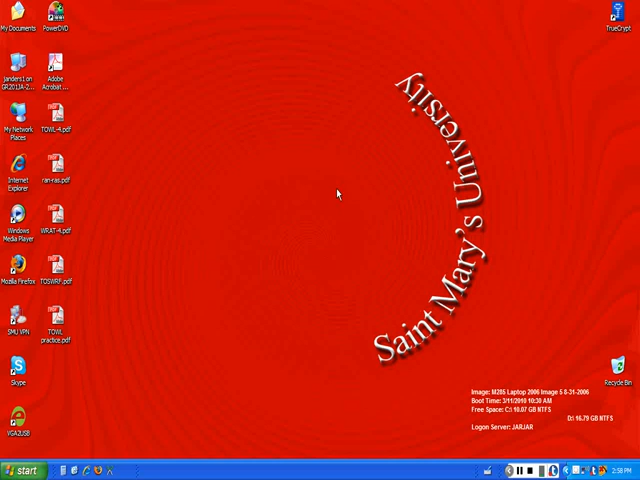 My Documents
PowerDVD
TrueCrypt
janders1 on
GR201JA-2...
Adobe
Acrobat ...
My Network
Places
TOWL-4.pdf
Internet
Explorer
ran-ras.pdf
Windows
Media Player
WRAT-4.pdf
Mozilla Firefox
TOSWRF.pdf
SMU VPN
TOWL
practice.pdf
Skype
VGA2USB
Saint Mary's University
Recycle Bin
Image: M285 Laptop 2006 Image 5 8-31-2006
Boot Time: 3/11/2010 10:30 AM
Free Space: C:\ 10.07 GB NTFS
D:\ 16.79 GB NTFS
Logon Server: JARJAR
start
2:58 PM